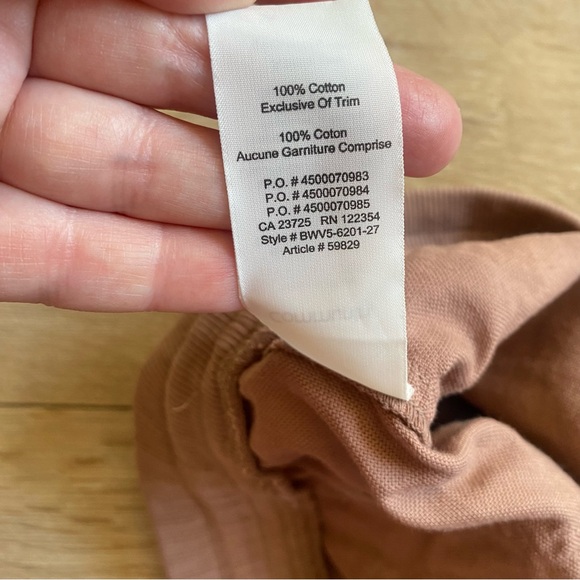 100% Cotton
Exclusive Of Trim
100% Coton
Aucune Garniture Comprise
P.O. # 4500070983
P.O. # 4500070984
P.O. # 4500070985
CA 23725 RN 122354
Style # BWV5-6201-27
Article # 59829